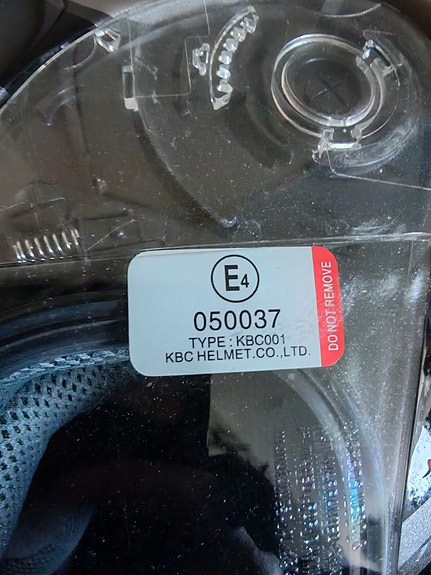 E4
050037
TYPE : KBC001
KBC HELMET.CO.,LTD.
DO NOT REMOVE